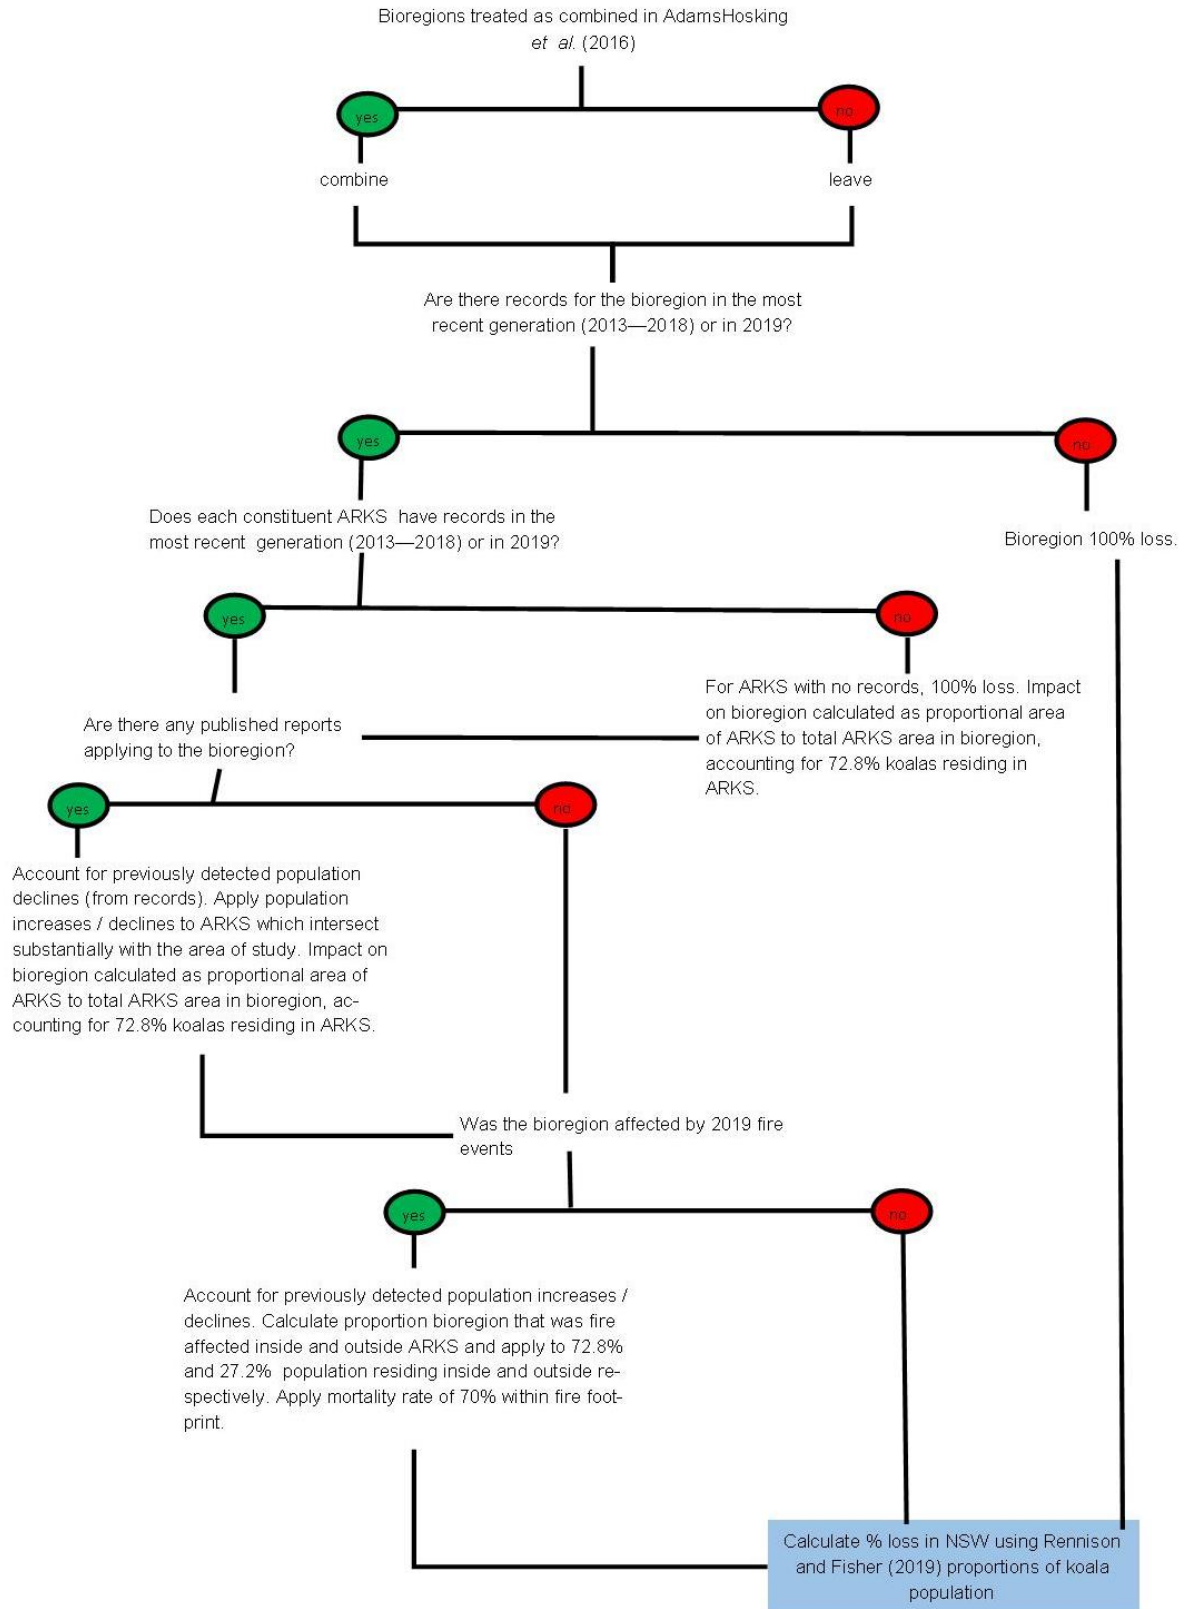 Bioregions treated as combined in AdamsHosking
et al. (2016)
yes
no
combine
leave
Are there records for the bioregion in the most
recent generation (2013—2018) or in 2019?
yes
no
Does each constituent ARKS have records in the
most recent generation (2013—2018) or in 2019?
Bioregion 100% loss.
yes
no
For ARKS with no records, 100% loss. Impact
on bioregion calculated as proportional area
of ARKS to total ARKS area in bioregion,
accounting for 72.8% koalas residing in
ARKS.
Are there any published reports
applying to the bioregion?
yes
no
Account for previously detected population
declines (from records). Apply population
increases / declines to ARKS which intersect
substantially with the area of study. Impact on
bioregion calculated as proportional area of
ARKS to total ARKS area in bioregion, ac-
counting for 72.8% koalas residing in ARKS.
Was the bioregion affected by 2019 fire
events
yes
no
Account for previously detected population increases /
declines. Calculate proportion bioregion that was fire
affected inside and outside ARKS and apply to 72.8%
and 27.2% population residing inside and outside re-
spectively. Apply mortality rate of 70% within fire foot-
print.
Calculate % loss in NSW using Rennison
and Fisher (2019) proportions of koala
population